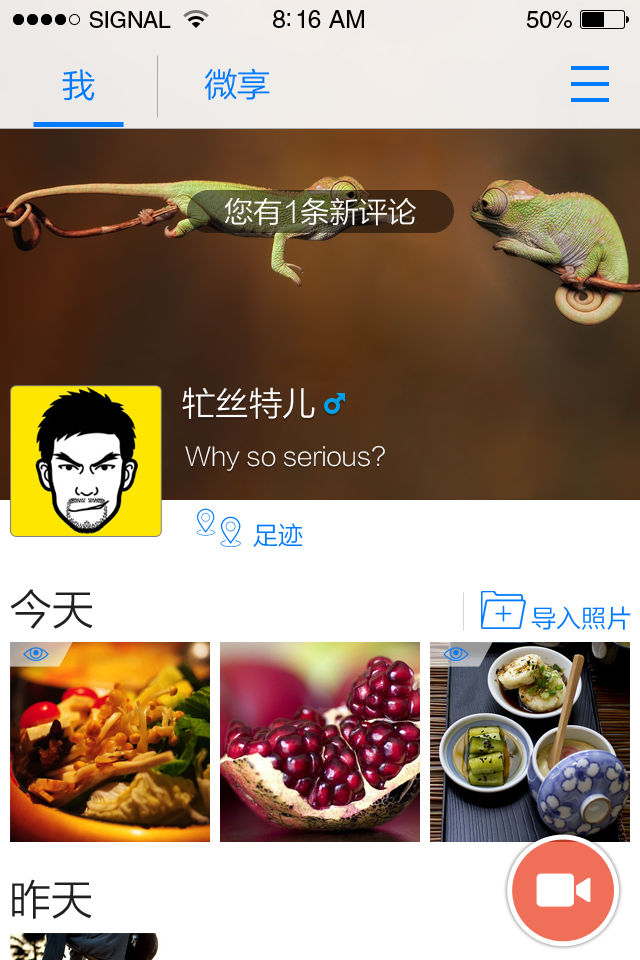 SIGNAL 8:16 AM 50%
我 微享
您有1条新评论
牤丝特儿
Why so serious?
足迹
今天 导入照片
昨天